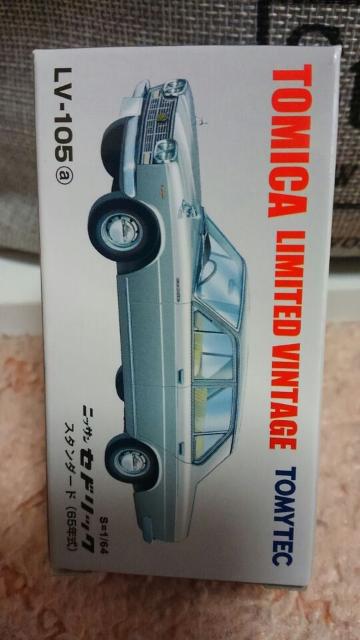 TOMICA LIMITED VINTAGE TOMYTEC
S=1/64
ニッサン セドリック
スタンダード (65年式)
LV-105 ⓐ